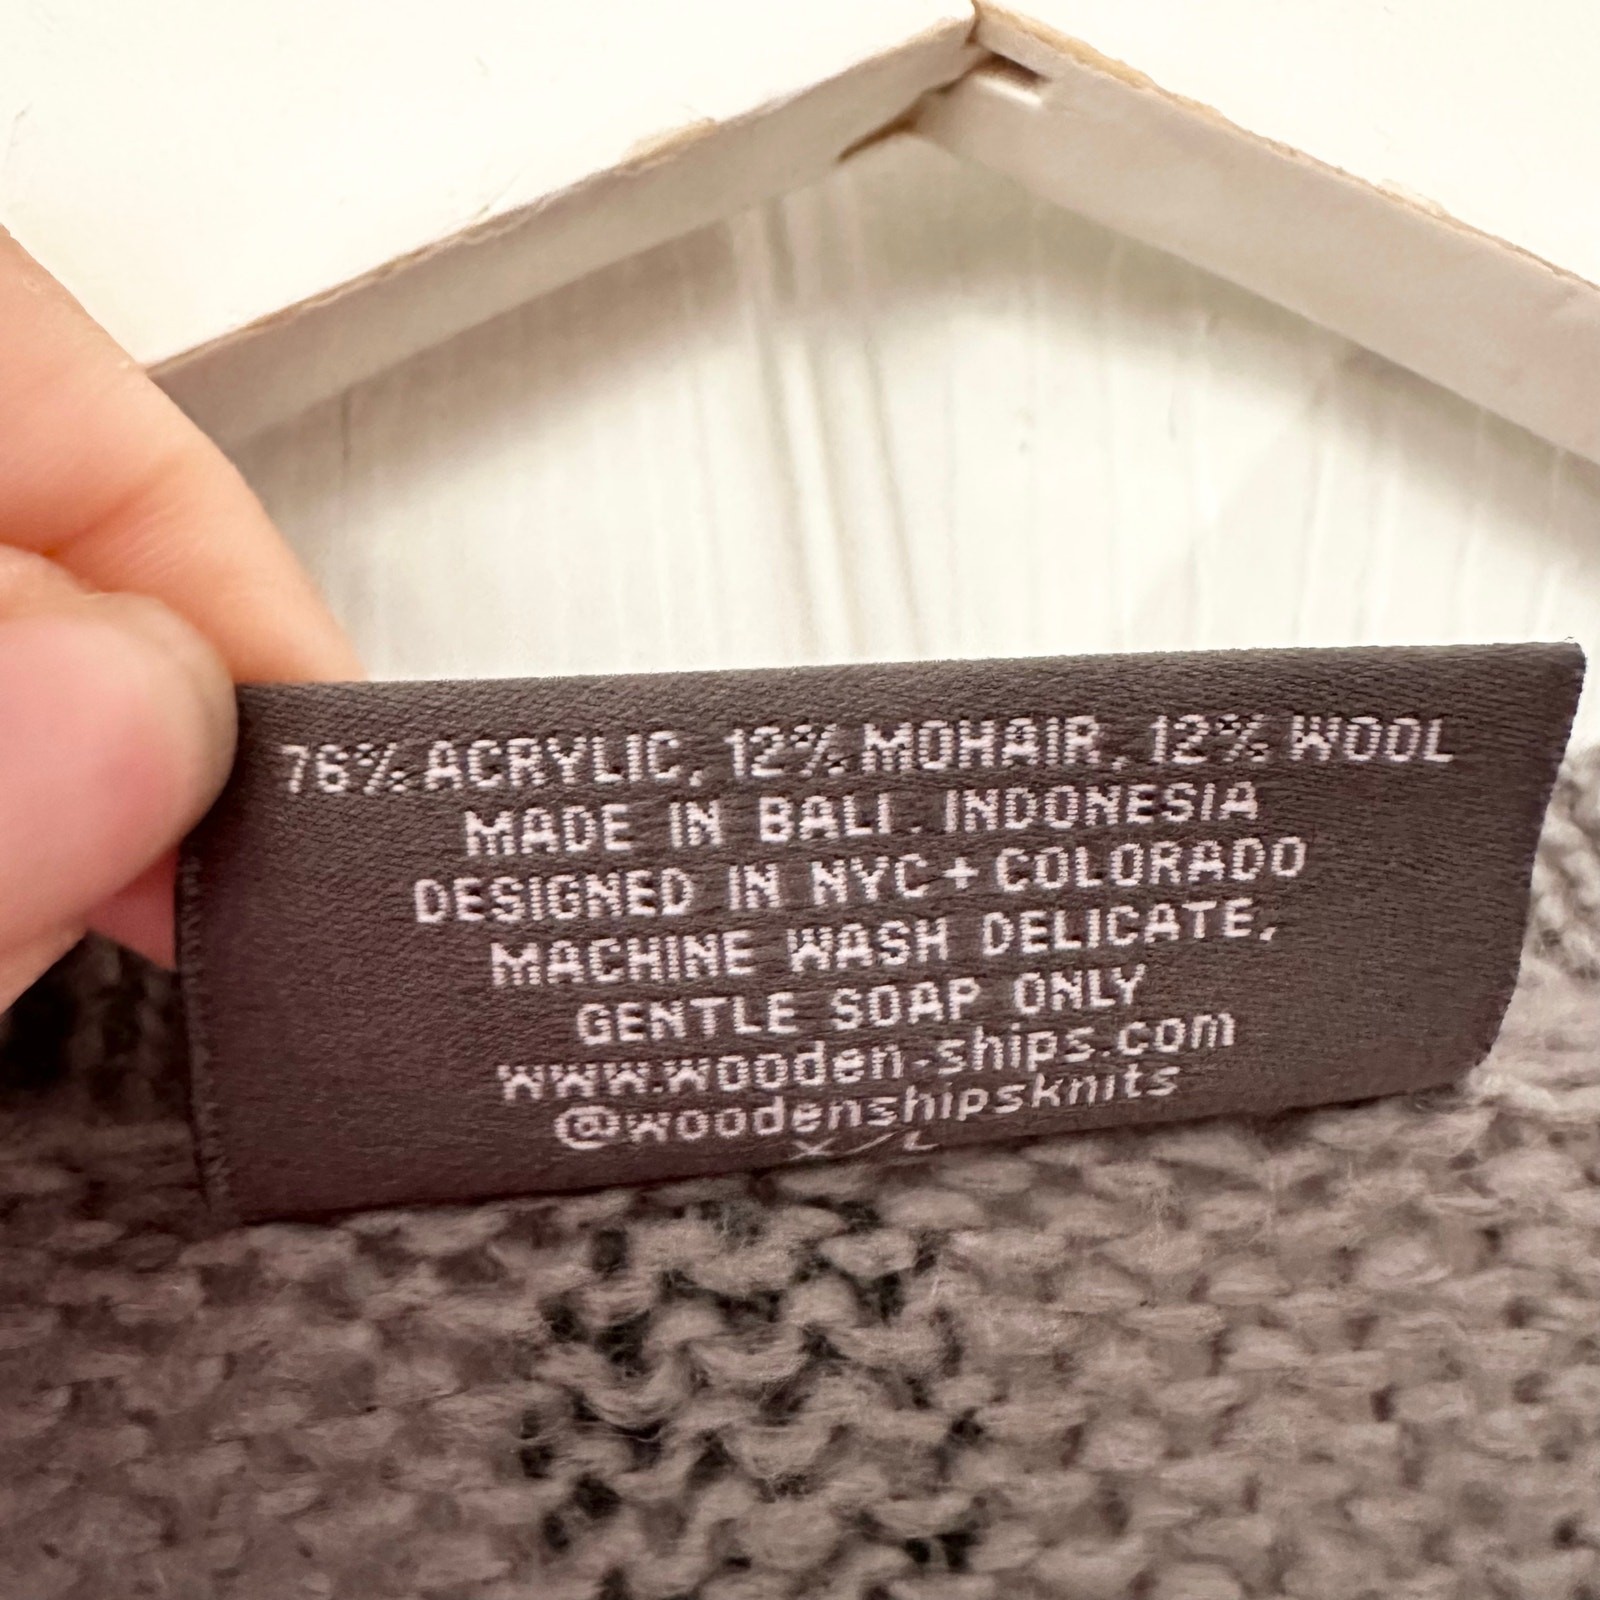 76% ACRYLIC, 12% MOHAIR, 12% WOOL
MADE IN BALI, INDONESIA
DESIGNED IN NYC+COLORADO
MACHINE WASH DELICATE,
GENTLE SOAP ONLY
www.wooden-ships.com
@woodenshipsknits